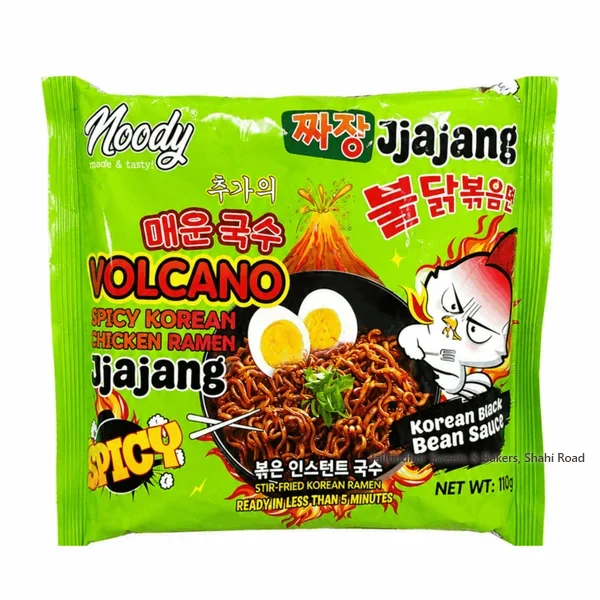 Noody®
made & tasty!
짜장 Jjajang
추가의
불닭볶음면
매운 국수
VOLCANO
SPICY KOREAN
CHICKEN RAMEN
Jjajang
SPICY
Korean Black
Bean Sauce
Bakers, Shahi Road
볶은 인스턴트 국수
STIR-FRIED KOREAN RAMEN
READY IN LESS THAN 5 MINUTES
NET WT: 110g